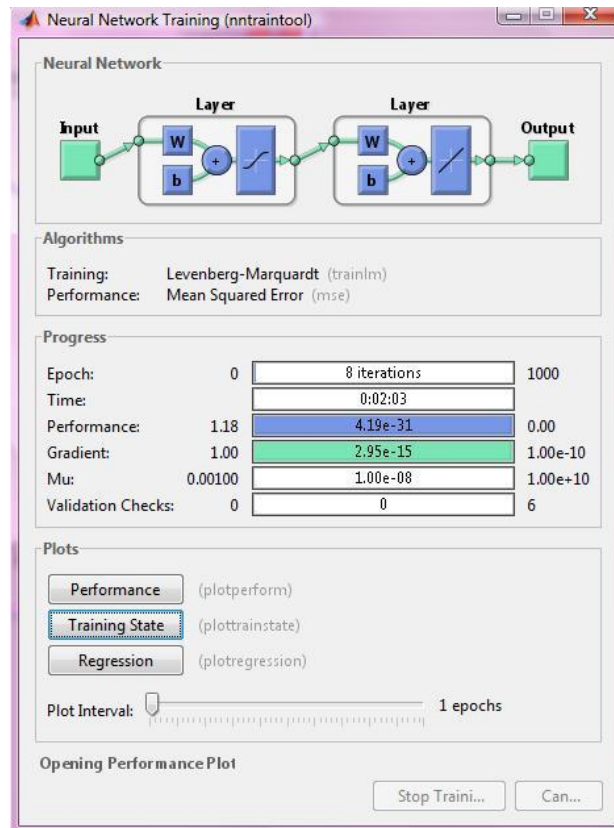 Neural Network Training (nntraintool)
Neural Network
Layer Layer
Input Output
W W
+ +
b b
Algorithms
Training: Levenberg-Marquardt (trainlm)
Performance: Mean Squared Error (mse)
Progress
Epoch: 0 8 iterations 1000
Time: 0:02:03
Performance: 1.18 4.19e-31 0.00
Gradient: 1.00 2.95e-15 1.00e-10
Mu: 0.00100 1.00e-08 1.00e+10
Validation Checks: 0 0 6
Plots
Performance (plotperform)
Training State (plottrainstate)
Regression (plotregression)
Plot Interval: 1 epochs
Opening Performance Plot
Stop Traini... Can...